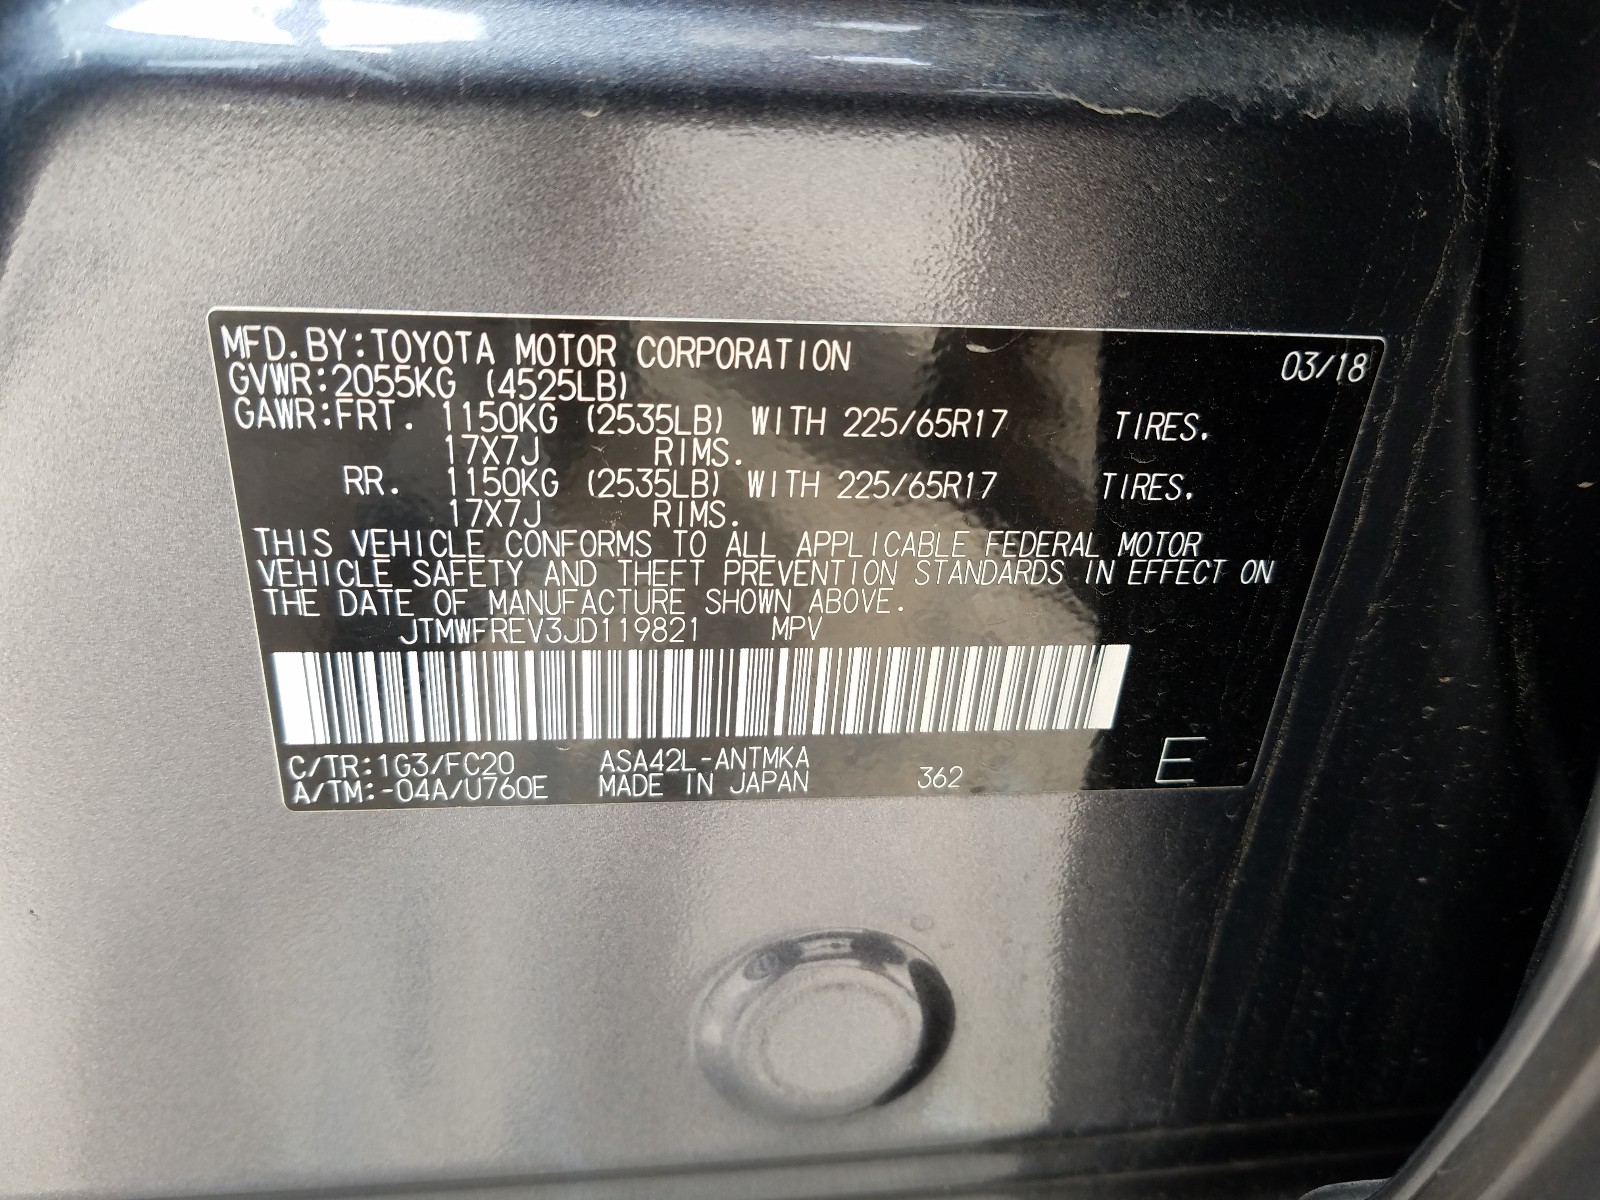 MFD.BY:TOYOTA MOTOR CORPORATION 03/18
GVWR:2055KG (4525LB)
GAWR:FRT. 1150KG (2535LB) WITH 225/65R17 TIRES.
17X7J RIMS.
RR. 1150KG (2535LB) WITH 225/65R17 TIRES.
17X7J RIMS.
THIS VEHICLE CONFORMS TO ALL APPLICABLE FEDERAL MOTOR
VEHICLE SAFETY AND THEFT PREVENTION STANDARDS IN EFFECT ON
THE DATE OF MANUFACTURE SHOWN ABOVE.
JTMWFREV3JD119821 MPV
C/TR:1G3/FC20 ASA42L-ANTMKA
A/TM:-04A/U760E MADE IN JAPAN 362 E